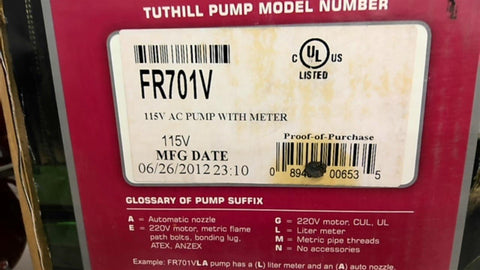 TUTHILL PUMP MODEL NUMBER
FR701V
C UL US
LISTED
115V AC PUMP WITH METER
115V
MFG DATE
06/26/2012 23:10
Proof-of-Purchase
0 00653 5
GLOSSARY OF PUMP SUFFIX
A = Automatic nozzle
E = 220V motor, metric flame
path bolts, bonding lug,
ATEX, ANZEX
G = 220V motor, CUL, UL
L = Liter meter
M = Metric pipe threads
N = No accessories
Example: FR701VLA pump has a (L) liter meter and an (A) auto nozzle.